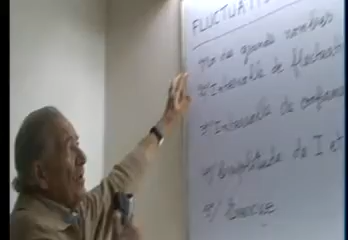 FLUCTUATI
1/ Loi des grands nombres
2/ Intervalle de fluctuati
3/ Intervalle de confiance
4/ Amplitude de I et
5/ Exercice